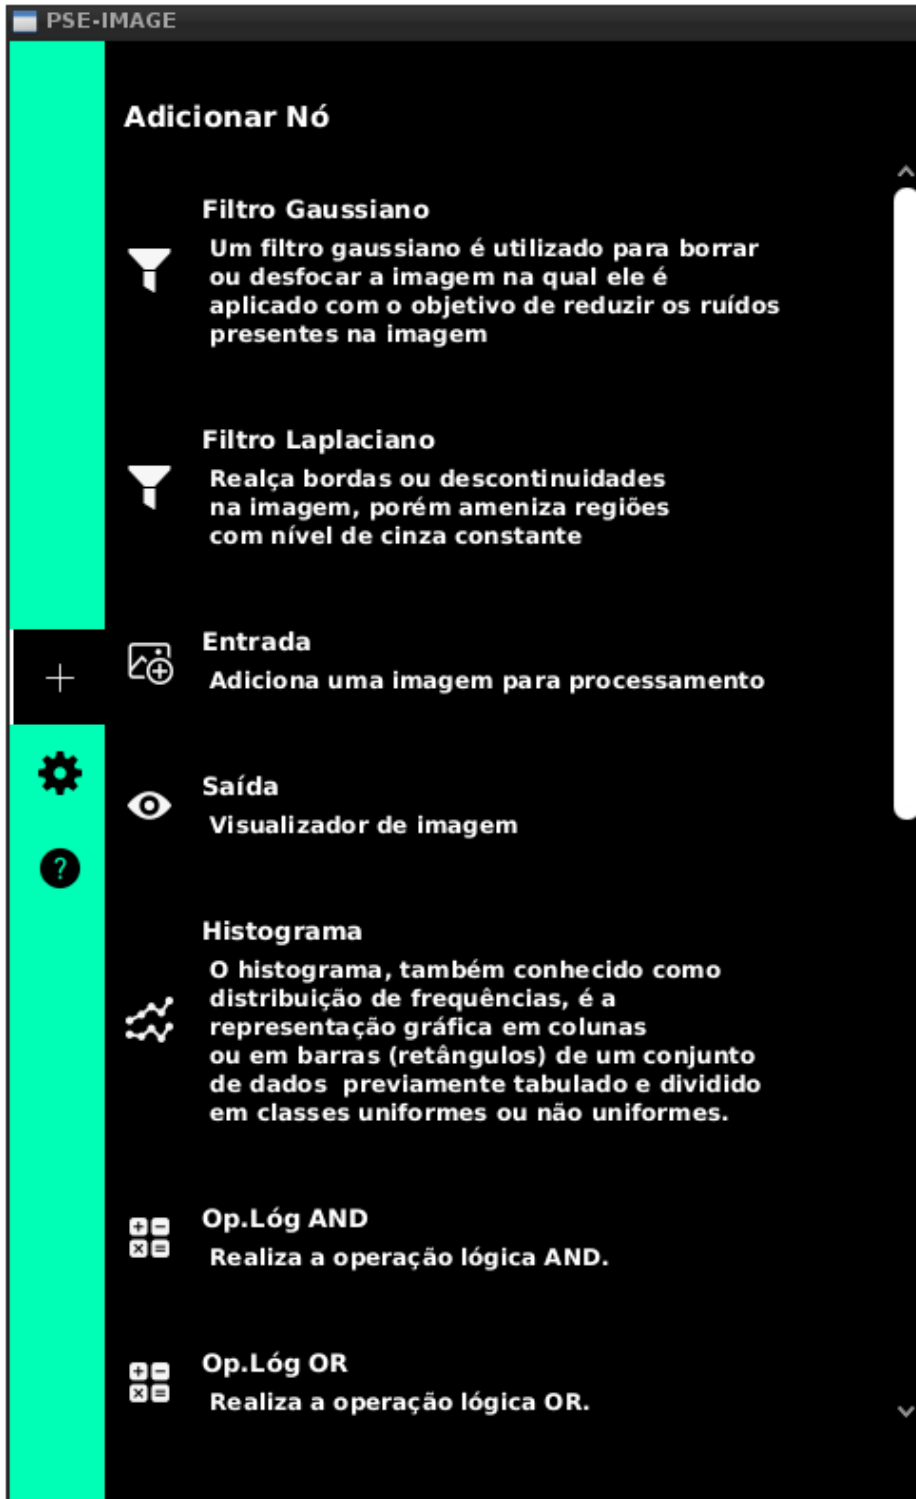 PSE-IMAGE
Adicionar Nó
Filtro Gaussiano
Um filtro gaussiano é utilizado para borrar
ou desfocar a imagem na qual ele é
aplicado com o objetivo de reduzir os ruídos
presentes na imagem
Filtro Laplaciano
Realça bordas ou descontinuidades
na imagem, porém ameniza regiões
com nível de cinza constante
Entrada
Adiciona uma imagem para processamento
Saída
Visualizador de imagem
Histograma
O histograma, também conhecido como
distribuição de frequências, é a
representação gráfica em colunas
ou em barras (retângulos) de um conjunto
de dados  previamente tabulado e dividido
em classes uniformes ou não uniformes.
Op.Lóg AND
Realiza a operação lógica AND.
Op.Lóg OR
Realiza a operação lógica OR.